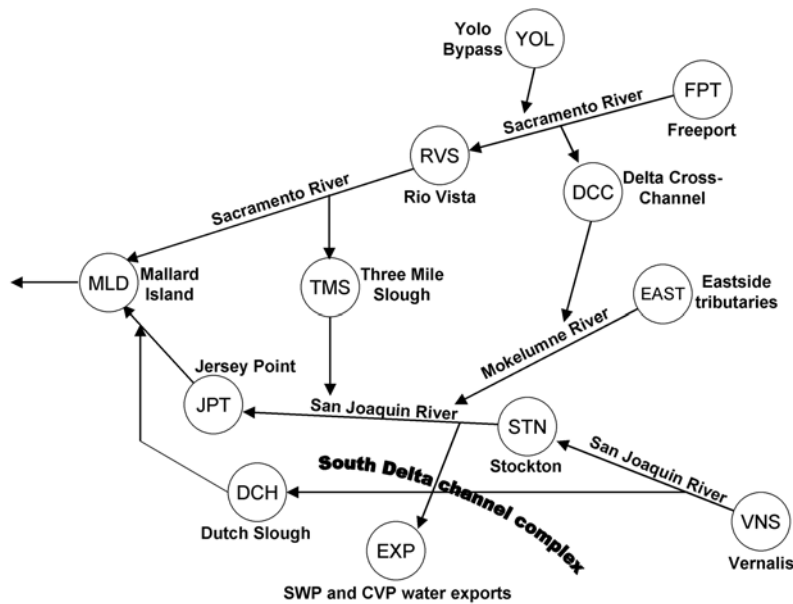 Yolo
Bypass
YOL
FPT
Freeport
Sacramento River
RVS
Rio Vista
DCC
Delta Cross-
Channel
Sacramento River
MLD
Mallard
Island
TMS
Three Mile
Slough
EAST
Eastside
tributaries
Mokelumne River
Jersey Point
JPT
San Joaquin River
STN
Stockton
San Joaquin River
South Delta channel complex
DCH
Dutch Slough
VNS
Vernalis
EXP
SWP and CVP water exports